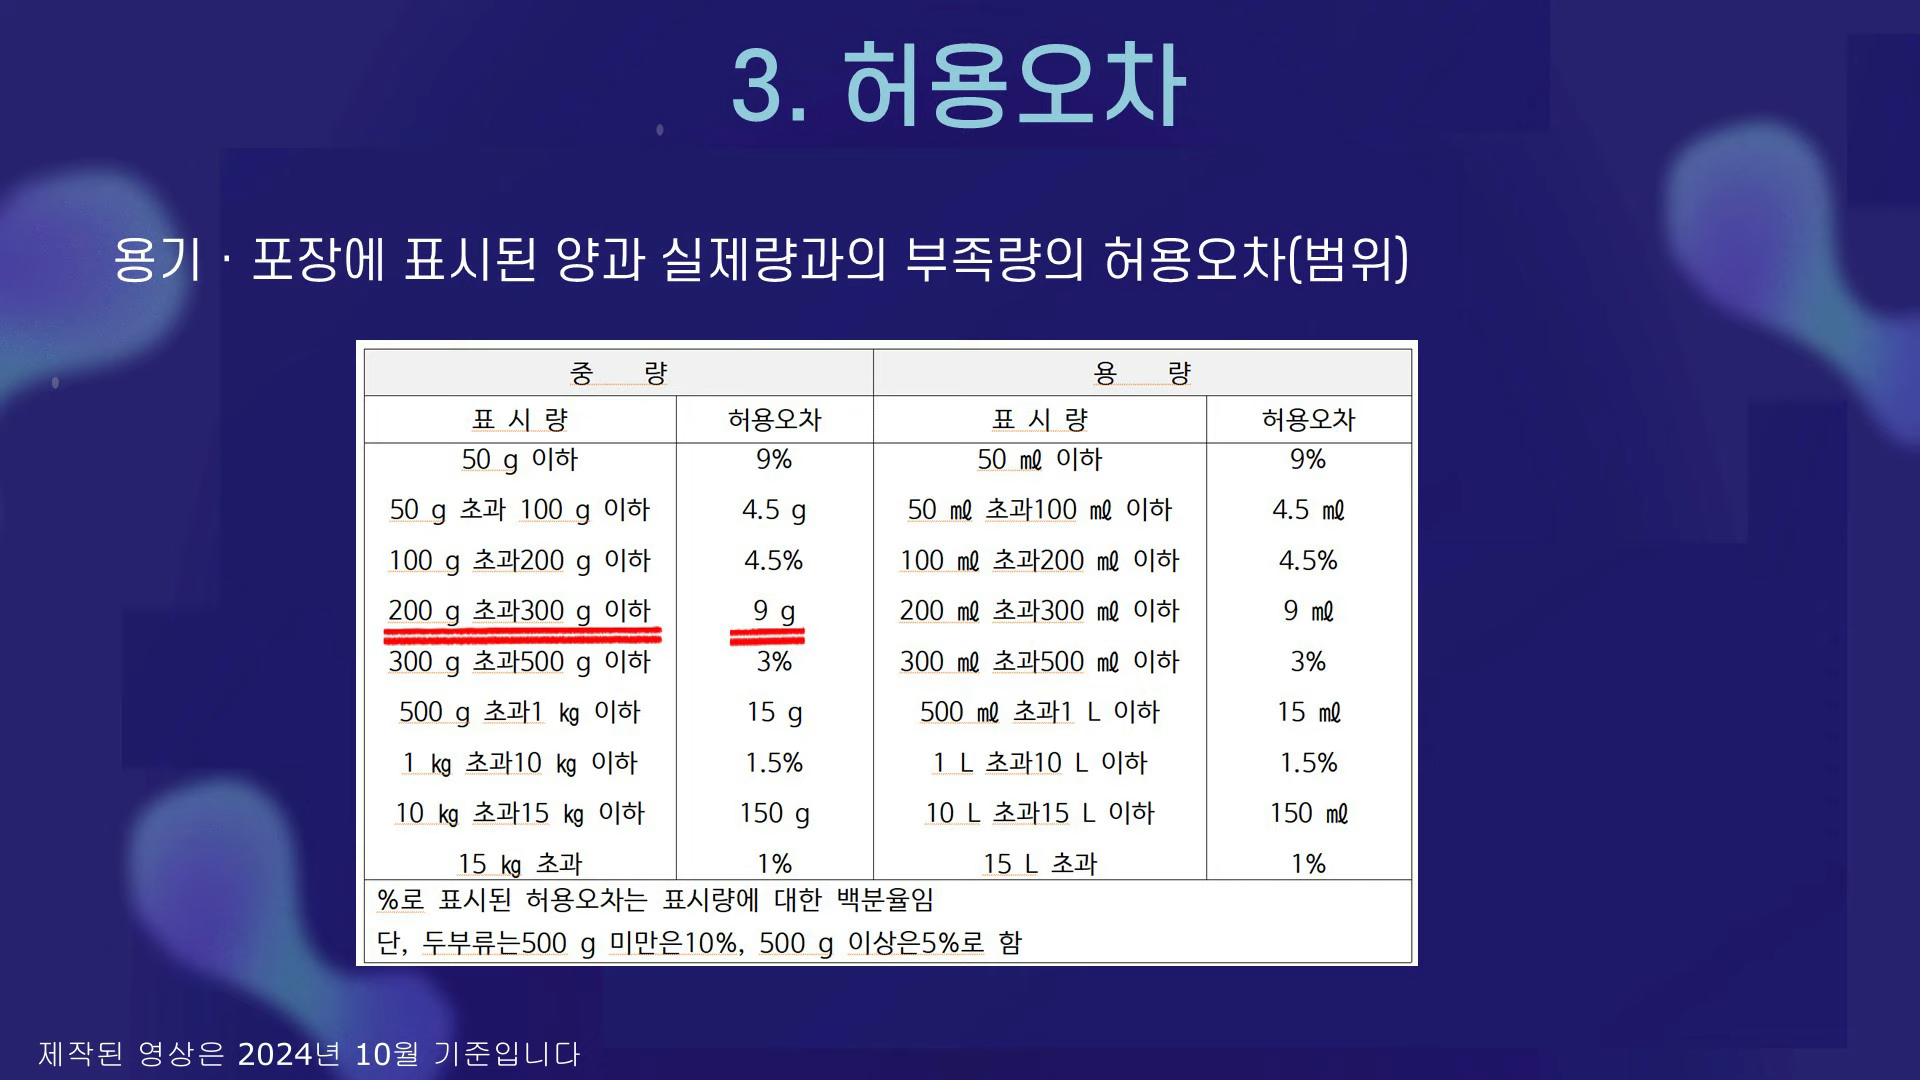 3. 허용오차
용기 · 포장에 표시된 양과 실제량과의 부족량의 허용오차(범위)
중 량 용 량
표 시 량 허용오차 표 시 량 허용오차
50 g 이하 9% 50 ㎖ 이하 9%
50 g 초과 100 g 이하 4.5 g 50 ㎖ 초과100 ㎖ 이하 4.5 ㎖
100 g 초과200 g 이하 4.5% 100 ㎖ 초과200 ㎖ 이하 4.5%
200 g 초과300 g 이하 9 g 200 ㎖ 초과300 ㎖ 이하 9 ㎖
300 g 초과500 g 이하 3% 300 ㎖ 초과500 ㎖ 이하 3%
500 g 초과1 ㎏ 이하 15 g 500 ㎖ 초과1 L 이하 15 ㎖
1 ㎏ 초과10 ㎏ 이하 1.5% 1 L 초과10 L 이하 1.5%
10 ㎏ 초과15 ㎏ 이하 150 g 10 L 초과15 L 이하 150 ㎖
15 ㎏ 초과 1% 15 L 초과 1%
%로 표시된 허용오차는 표시량에 대한 백분율임
단, 두부류는500 g 미만은10%, 500 g 이상은5%로 함
제작된 영상은 2024년 10월 기준입니다